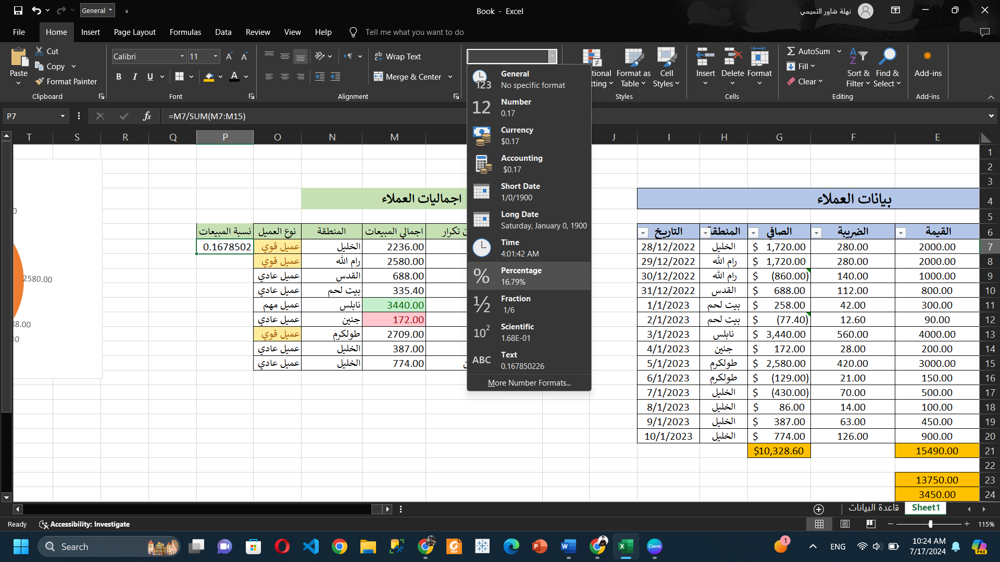 General
Book - Excel
نهلة شاور التميمي
File Home Insert Page Layout Formulas Data Review View Help Tell me what you want to do
Paste
Cut
Copy
Format Painter
Clipboard
Calibri 11
B I U
Font
Wrap Text
Merge & Center
Alignment
Format as Table
Cell Styles
Styles
Insert Delete Format
Cells
AutoSum
Fill
Clear
Sort & Filter
Find & Select
Editing
Add-ins
Add-ins
P7
fx =M7/SUM(M7:M15)
General
No specific format
Number
0.17
Currency
$0.17
Accounting
$0.17
Short Date
1/0/1900
Long Date
Saturday, January 0, 1900
Time
4:01:42 AM
Percentage
16.79%
Fraction
1/6
Scientific
1.68E-01
Text
0.167850226
More Number Formats...
T S R Q P O N M J I H G F E
1
2
3
4
5
6
7
8
9
10
11
12
13
14
15
16
17
18
19
20
21
22
23
24
2580.00
اجماليات العملاء
نسبة المبيعات نوع العميل المنطقة اجمالي المبيعات تكرار
0.1678502 عميل قوي الخليل 2236.00
عميل قوي رام الله 2580.00
عميل عادي القدس 688.00
عميل عادي بيت لحم 335.40
عميل مهم نابلس 3440.00
عميل عادي جنين 172.00
عميل قوي طولكرم 2709.00
عميل عادي الخليل 387.00
عميل عادي الخليل 774.00
بيانات العملاء
التاريخ المنطقة الصافي الضريبة القيمة
28/12/2022 الخليل $ 1,720.00 280.00 2000.00
29/12/2022 رام الله $ 1,720.00 280.00 2000.00
30/12/2022 رام الله $ (860.00) 140.00 1000.00
31/12/2022 القدس $ 688.00 112.00 800.00
1/1/2023 بيت لحم $ 258.00 42.00 300.00
2/1/2023 بيت لحم $ (77.40) 12.60 90.00
3/1/2023 نابلس $ 3,440.00 560.00 4000.00
4/1/2023 جنين $ 172.00 28.00 200.00
5/1/2023 طولكرم $ 2,580.00 420.00 3000.00
6/1/2023 طولكرم $ (129.00) 21.00 150.00
7/1/2023 الخليل $ (430.00) 70.00 500.00
8/1/2023 الخليل $ 86.00 14.00 100.00
9/1/2023 الخليل $ 387.00 63.00 450.00
10/1/2023 الخليل $ 774.00 126.00 900.00
$10,328.60 15490.00
13750.00
3450.00
قاعدة البيانات Sheet1
Ready Accessibility: Investigate 115%
Search
ENG
10:24 AM
7/17/2024